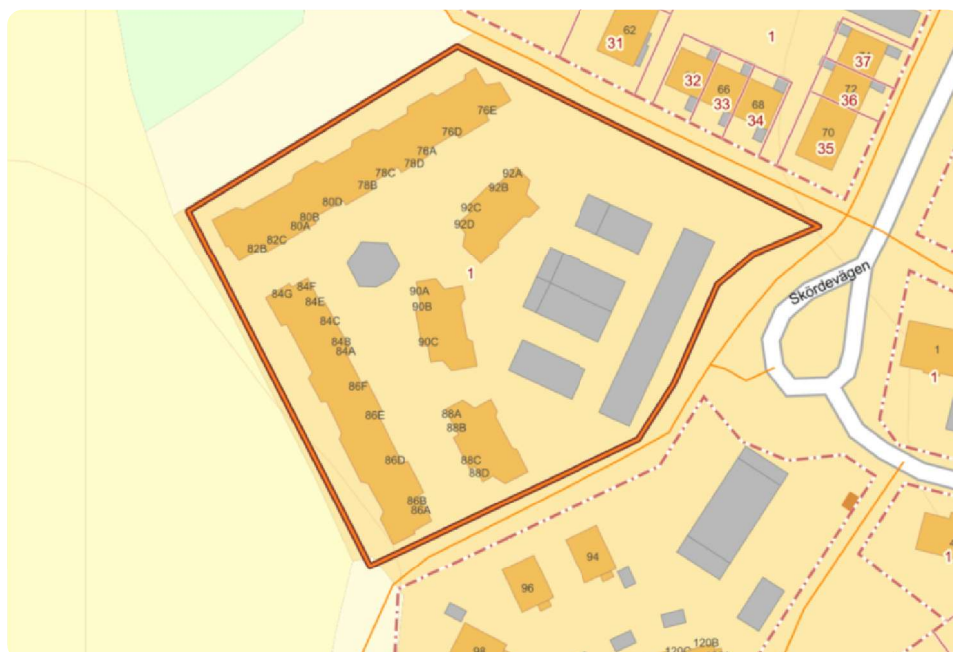 62
31
1
32
66
33
68
34
37
72
36
70
35
76E
76D
76A
78D
78C
78B
80D
80B
80A
82C
82B
92A
92B
92C
92D
1
84G
84F
84E
84C
84B
84A
86F
86E
86D
86B
86A
90A
90B
90C
88A
88B
88C
88D
Skördevägen
1
1
94
96
98
120B
120C
1